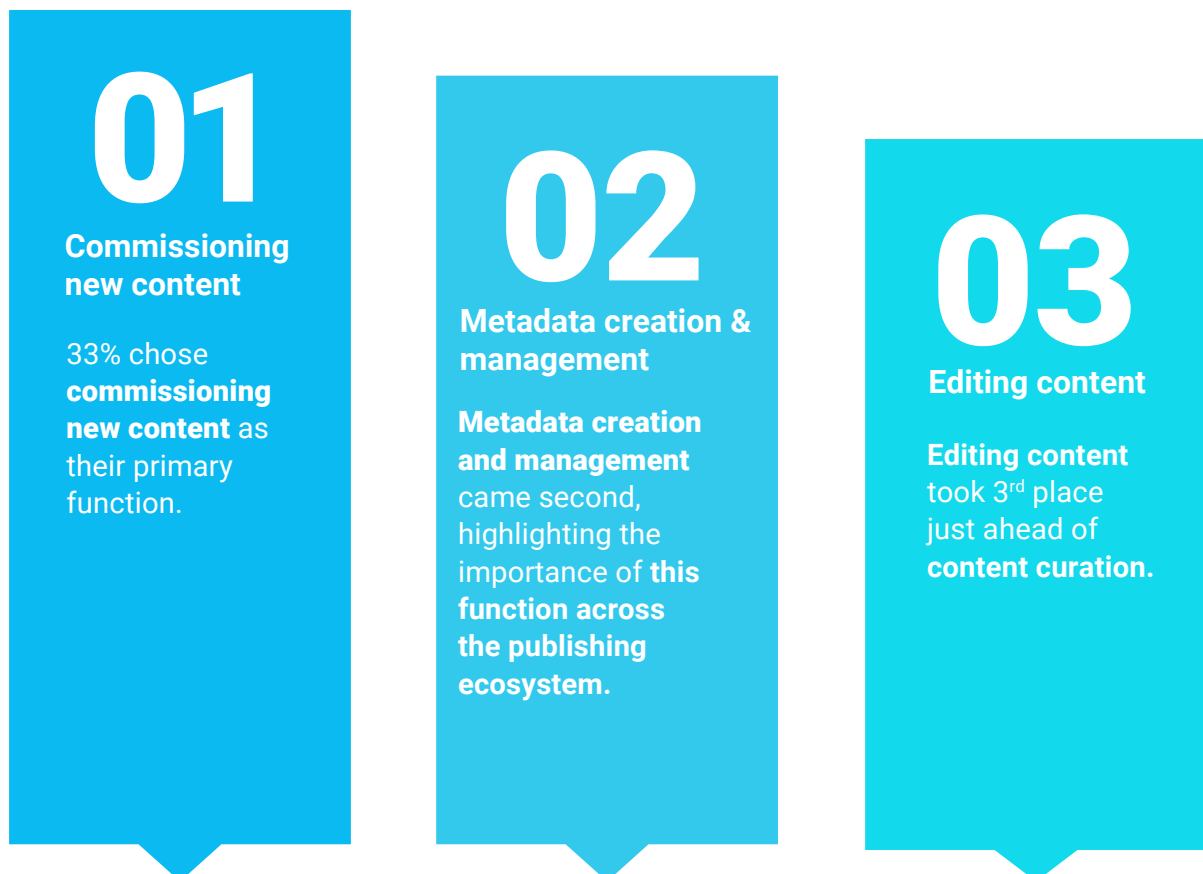 01
Commissioning
new content
33% chose
commissioning
new content as
their primary
function.
02
Metadata creation &
management
Metadata creation
and management
came second,
highlighting the
importance of this
function across
the publishing
ecosystem.
03
Editing content
Editing content
took 3rd place
just ahead of
content curation.